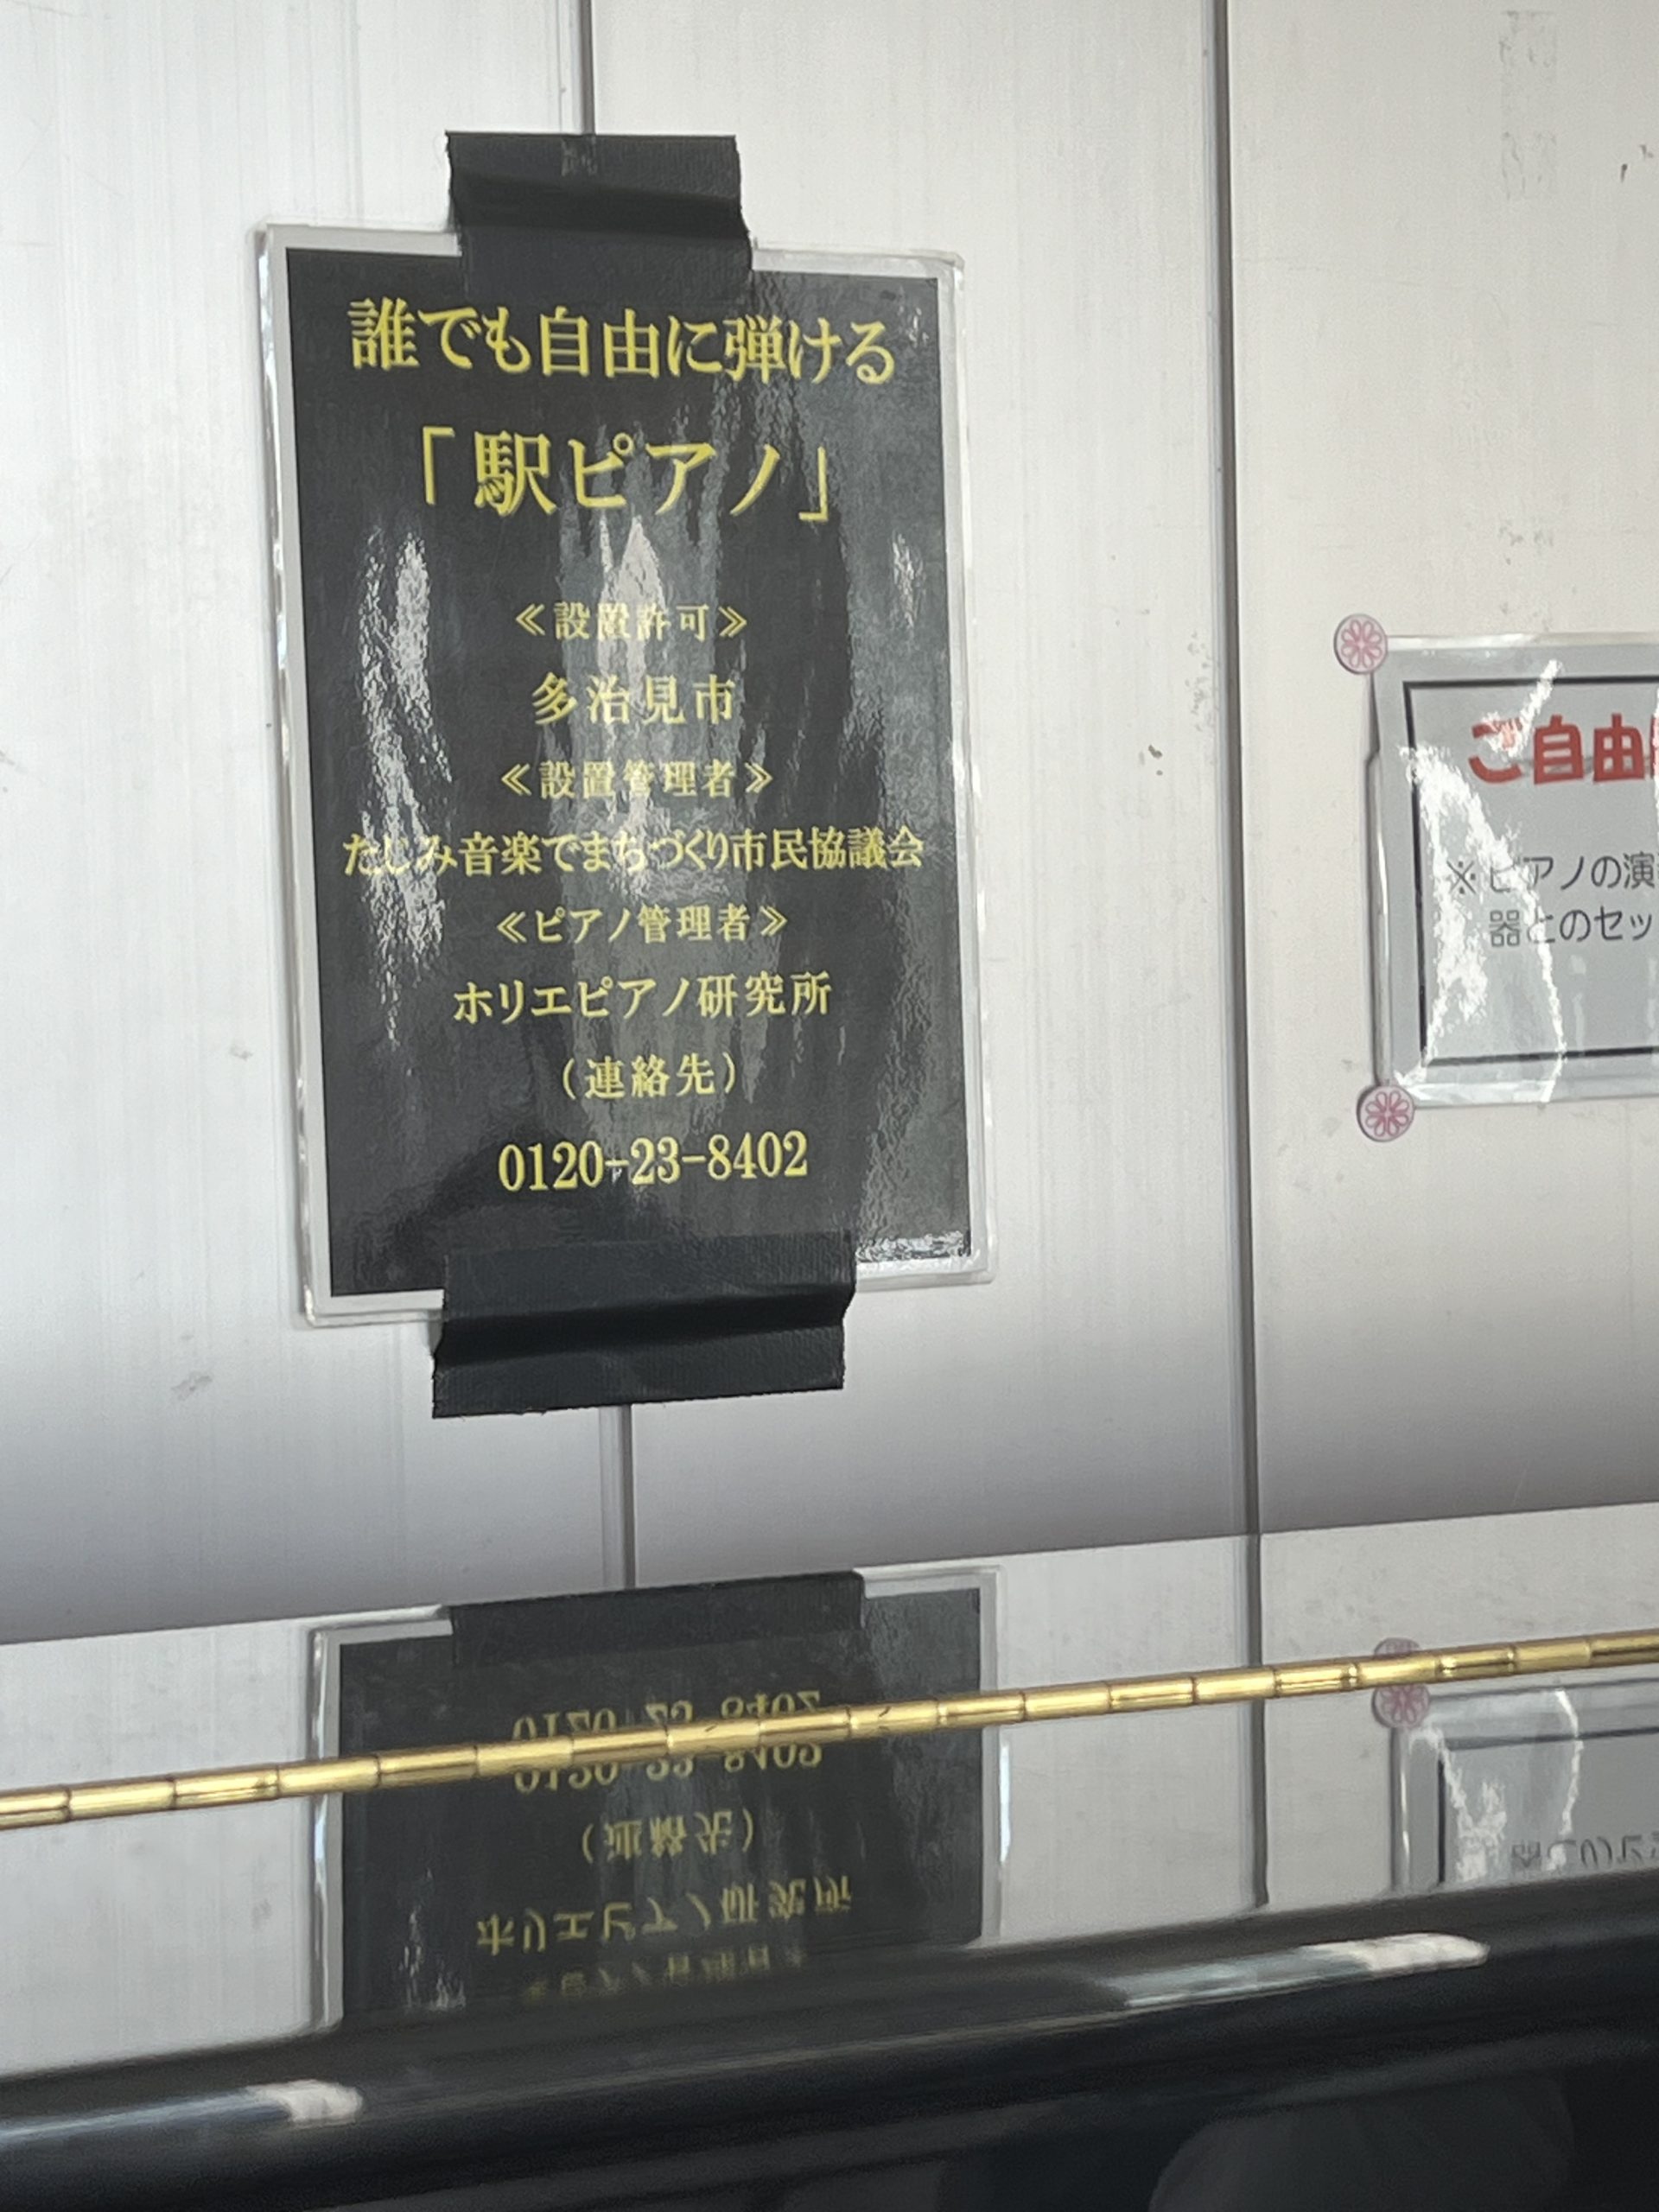 誰でも自由に弾ける
「駅ピアノ」
≪設置許可≫
多治見市
≪設置管理者≫
たじみ音楽でまちづくり市民協議会
≪ピアノ管理者≫
ホリエピアノ研究所
（連絡先）
0120-23-8402
ご自由
※ピアノの演
器とのセッ